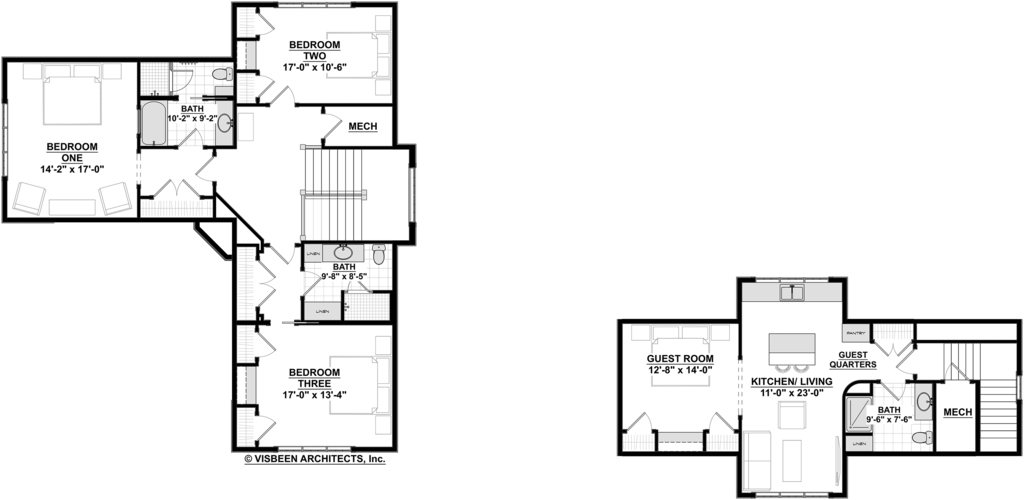 BEDROOM
TWO
17'-0" x 10'-6"
BATH
10'-2" x 9'-2"
MECH
BEDROOM
ONE
14'-2" x 17'-0"
LINEN
BATH
9'-8" x 8'-5"
LINEN
BEDROOM
THREE
17'-0" x 13'-4"
© VISBEEN ARCHITECTS, Inc.
PANTRY
GUEST ROOM
12'-8" x 14'-0"
GUEST
QUARTERS
KITCHEN/ LIVING
11'-0" x 23'-0"
BATH
9'-6" x 7'-6"
MECH
LINEN